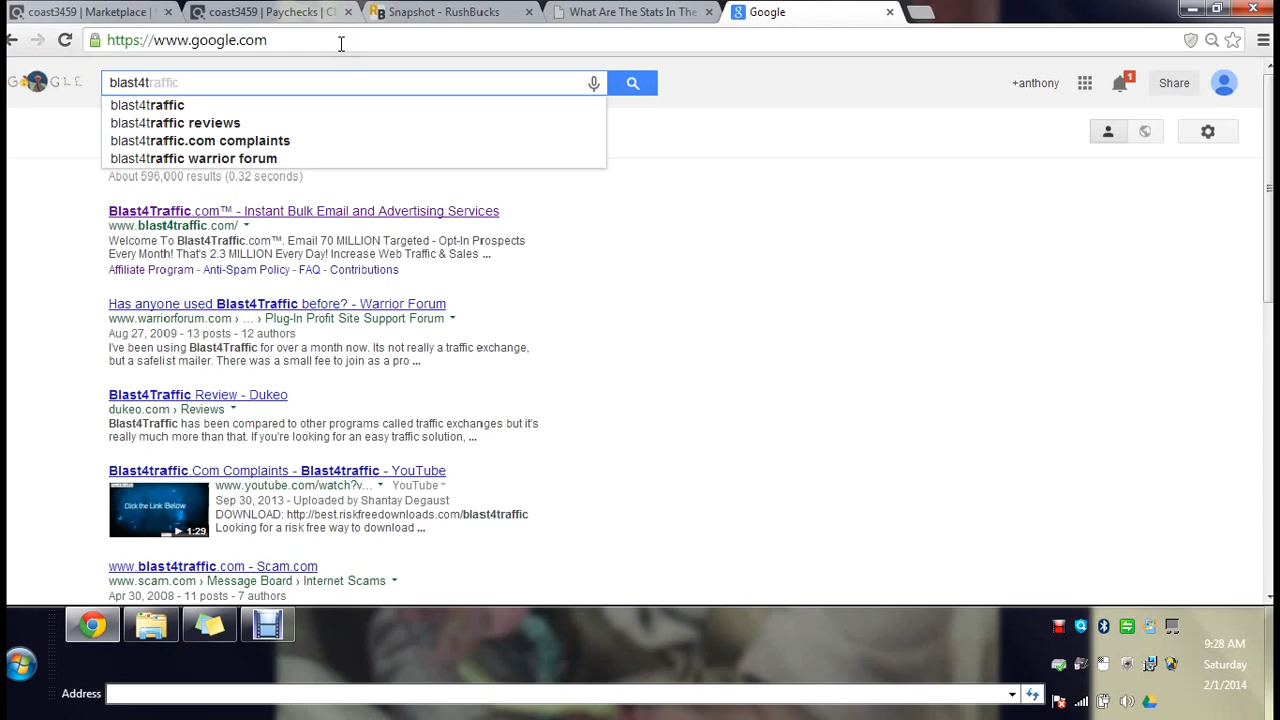 coast3459 | Marketplace |
coast3459 | Paychecks | Cl
Snapshot - RushBucks
What Are The Stats In The
Google
https://www.google.com
blast4traffic
+anthony
1
Share
blast4traffic
blast4traffic reviews
blast4traffic.com complaints
blast4traffic warrior forum
About 596,000 results (0.32 seconds)
Blast4Traffic.com™ - Instant Bulk Email and Advertising Services
www.blast4traffic.com/
Welcome To Blast4Traffic.com™. Email 70 MILLION Targeted - Opt-In Prospects
Every Month! That's 2.3 MILLION Every Day! Increase Web Traffic & Sales ...
Affiliate Program - Anti-Spam Policy - FAQ - Contributions
Has anyone used Blast4Traffic before? - Warrior Forum
www.warriorforum.com › ... › Plug-In Profit Site Support Forum
Aug 27, 2009 - 13 posts - 12 authors
I've been using Blast4Traffic for over a month now. Its not really a traffic exchange,
but a safelist mailer. There was a small fee to join as a pro ...
Blast4Traffic Review - Dukeo
dukeo.com › Reviews
Blast4Traffic has been compared to other programs called traffic exchanges but it's
really much more than that. If you're looking for an easy traffic solution, ...
Blast4traffic Com Complaints - Blast4traffic - YouTube
www.youtube.com/watch?v... YouTube
Sep 30, 2013 - Uploaded by Shantay Degaust
DOWNLOAD: http://best.riskfreedownloads.com/blast4traffic
Looking for a risk free way to download ...
Click the Link Below
1:29
www.blast4traffic.com - Scam.com
www.scam.com › Message Board › Internet Scams
Apr 30, 2008 - 11 posts - 7 authors
9:28 AM
Saturday
2/1/2014
Address